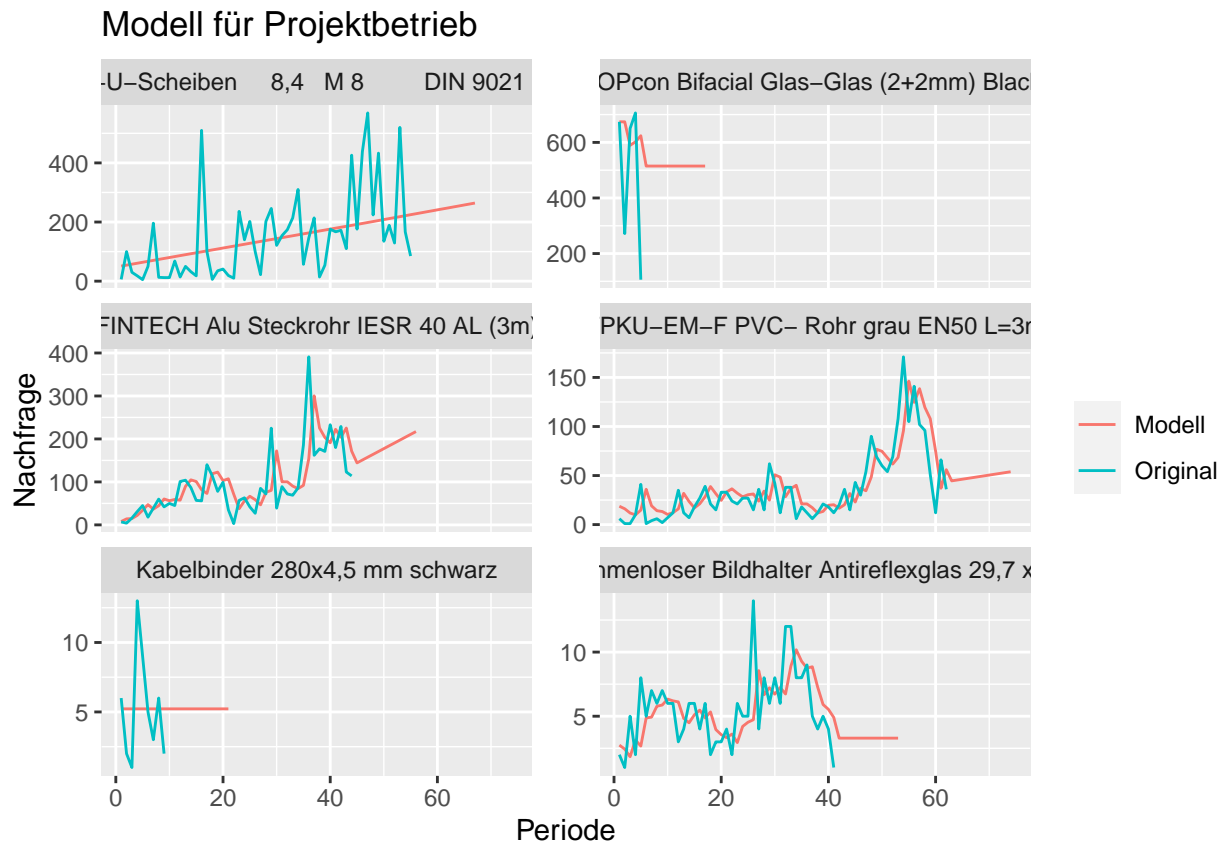 Modell für Projektbetrieb
-U-Scheiben 8,4 M 8 DIN 9021
OPcon Bifacial Glas-Glas (2+2mm) Blac
400
200
0
600
400
200
FINTECH Alu Steckrohr IESR 40 AL (3m)
PKU-EM-F PVC- Rohr grau EN50 L=3
400
300
200
100
0
150
100
50
0
Nachfrage
Modell
Original
Kabelbinder 280x4,5 mm schwarz
menloser Bildhalter Antireflexglas 29,7 x
10
5
10
5
0 20 40 60
0 20 40 60
Periode